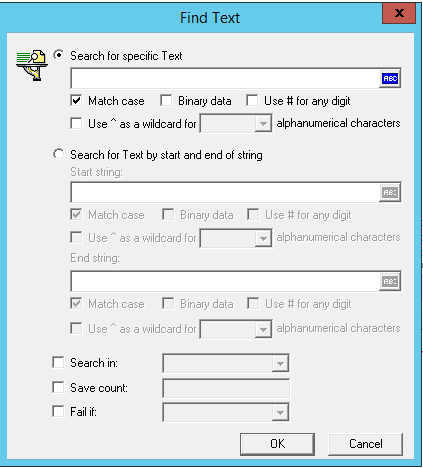 Find Text
x
Search for specific Text
ABC
Match case Binary data Use # for any digit
Use ^ as a wildcard for alphanumerical characters
Search for Text by start and end of string
Start string:
ABC
Match case Binary data Use # for any digit
Use ^ as a wildcard for alphanumerical characters
End string:
ABC
Match case Binary data Use # for any digit
Use ^ as a wildcard for alphanumerical characters
Search in:
Save count:
Fail if:
OK Cancel